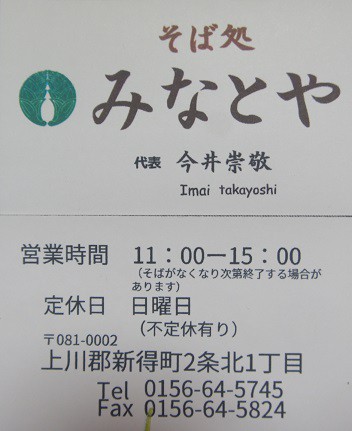 そば処
みなとや
代表 今井崇敬
Imai takayoshi
営業時間 11:00ー15:00
(そばがなくなり次第終了する場合が
あります)
定休日 日曜日
(不定休有り)
〒081-0002
上川郡新得町2条北1丁目
Tel 0156-64-5745
Fax 0156-64-5824